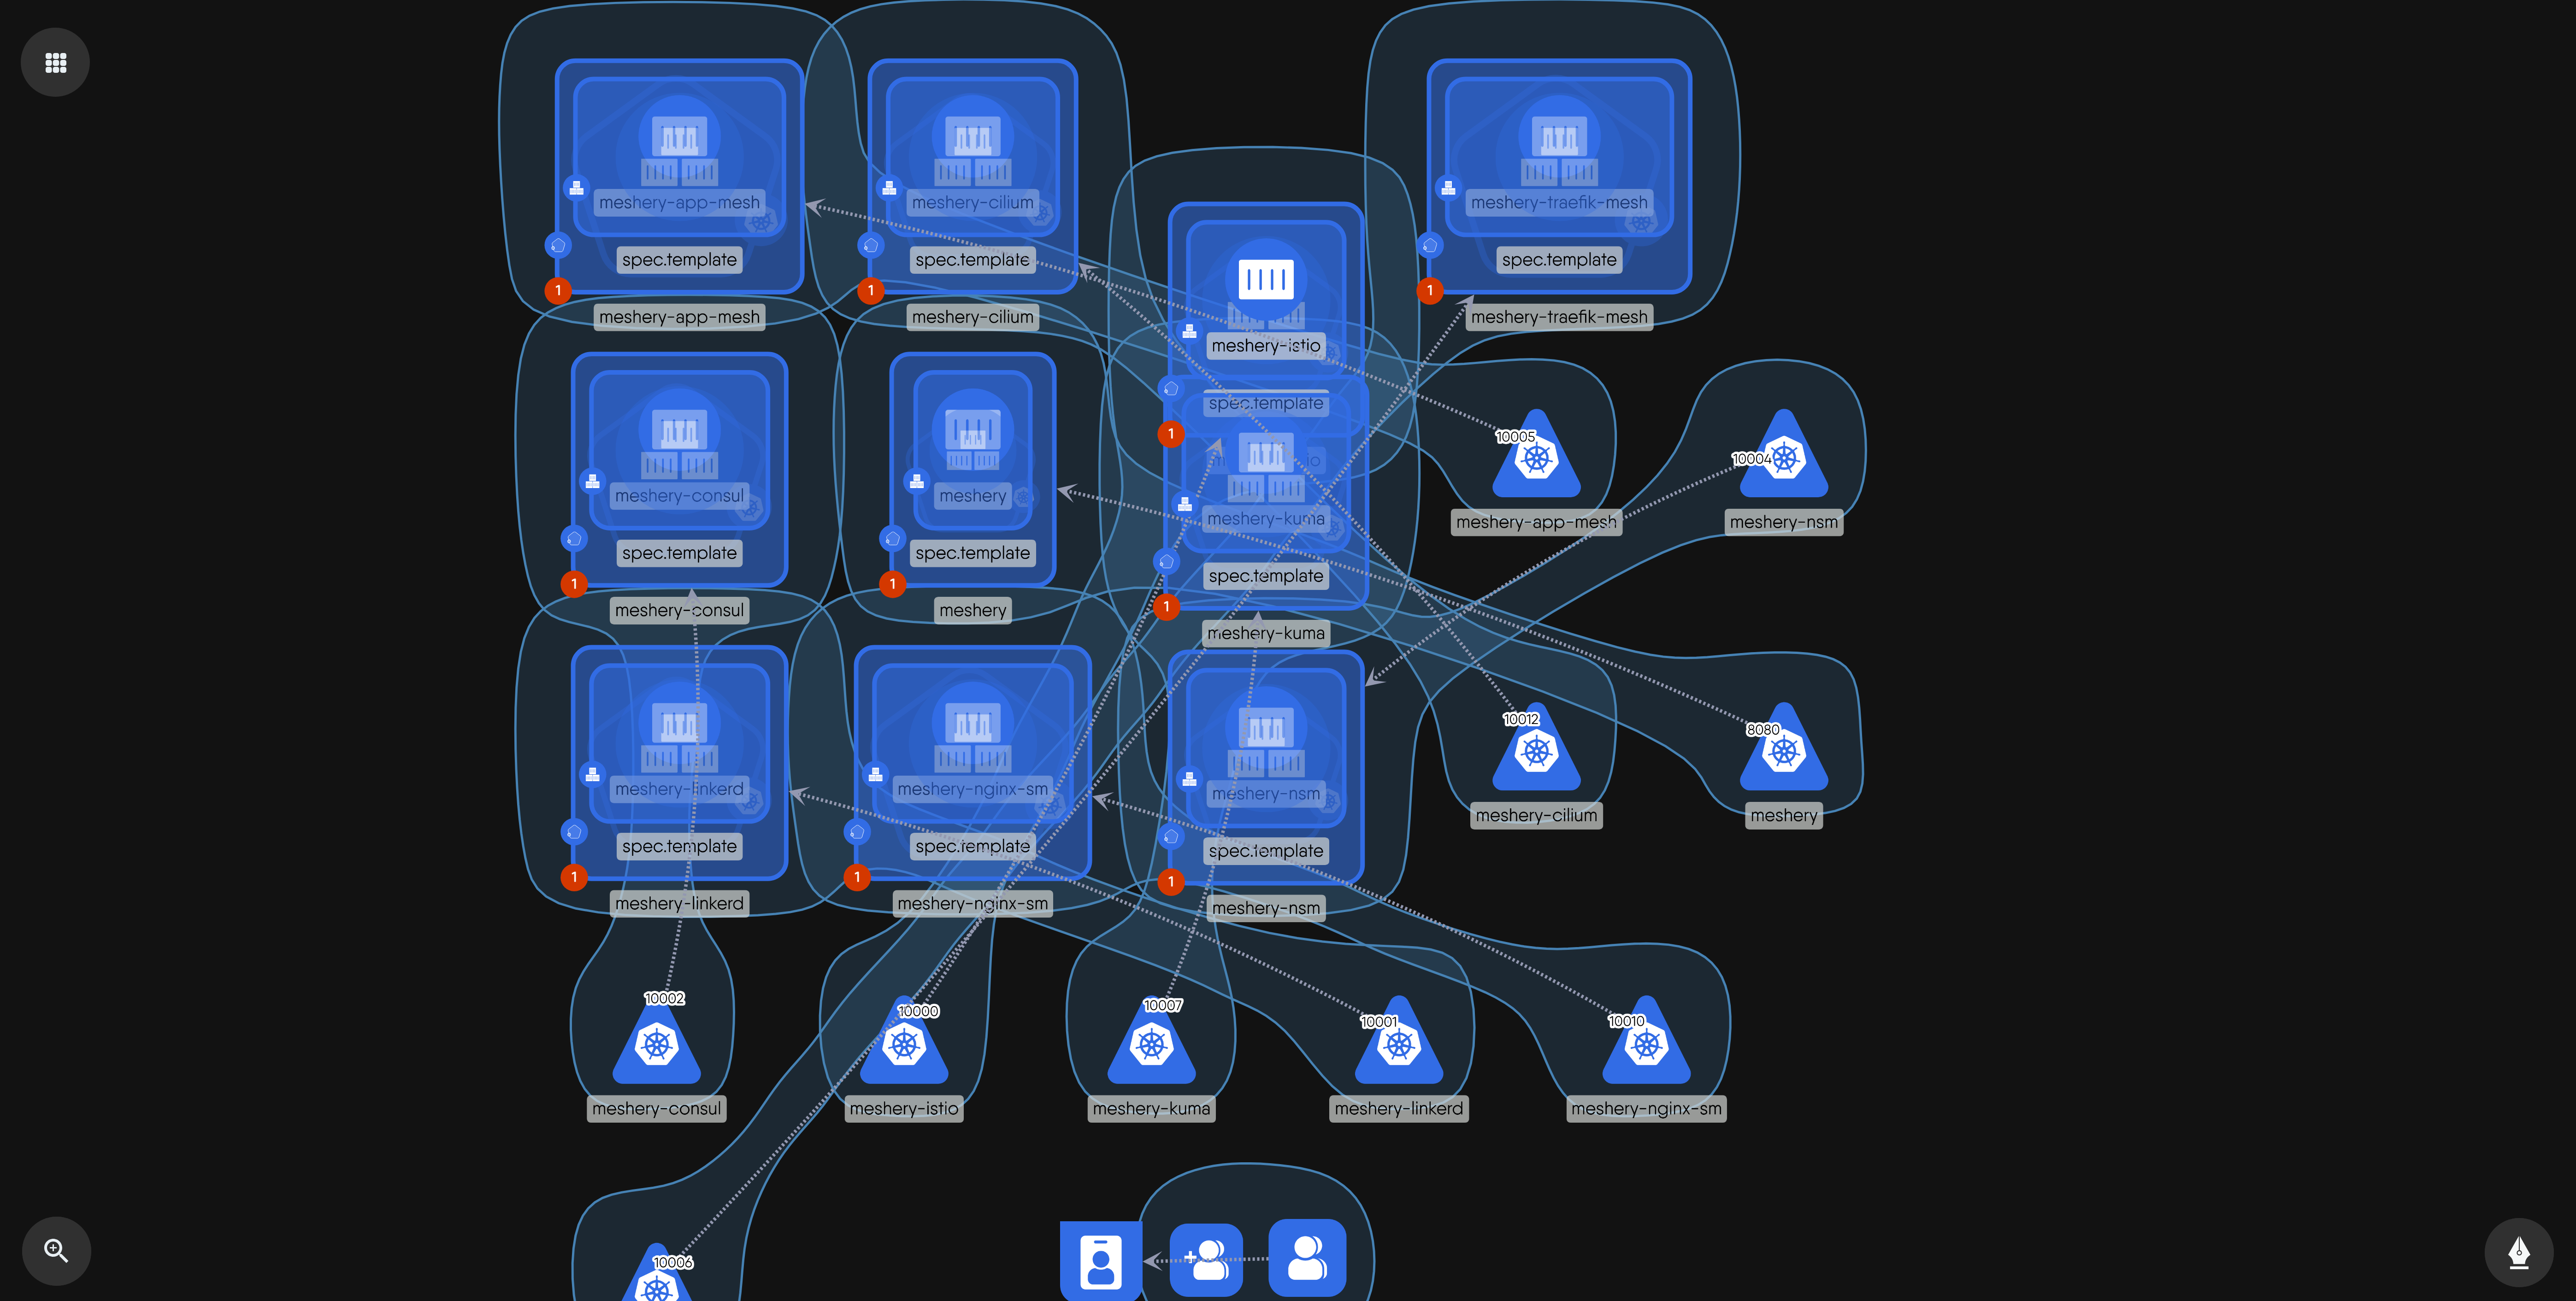 meshery-app-mesh
spec.template
1
meshery-app-mesh
meshery-cilium
spec.template
1
meshery-cilium
meshery-traefik-mesh
spec.template
1
meshery-traefik-mesh
meshery-istio
spec.template
1
meshery-consul
spec.template
1
meshery-consul
meshery
spec.template
1
meshery
meshery-kuma
spec.template
1
meshery-kuma
10005
meshery-app-mesh
10004
meshery-nsm
meshery-linkerd
spec.template
1
meshery-linkerd
meshery-nginx-sm
spec.template
1
meshery-nginx-sm
meshery-nsm
spec.template
1
meshery-nsm
10012
meshery-cilium
8080
meshery
10002
meshery-consul
10000
meshery-istio
10007
meshery-kuma
10001
meshery-linkerd
10010
meshery-nginx-sm
10006